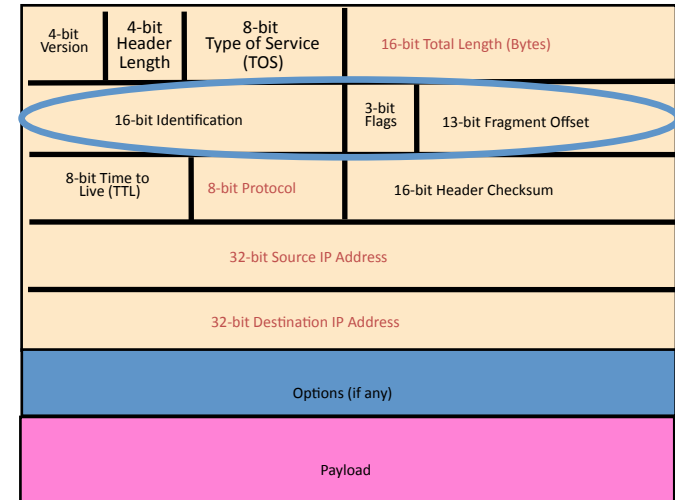 4-bit
Version
4-bit
Header
Length
8-bit
Type of Service
(TOS)
16-bit Total Length (Bytes)
16-bit Identification
3-bit
Flags
13-bit Fragment Offset
8-bit Time to
Live (TTL)
8-bit Protocol
16-bit Header Checksum
32-bit Source IP Address
32-bit Destination IP Address
Options (if any)
Payload